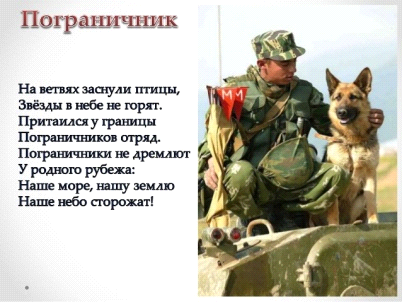 Пограничник
На ветвях заснули птицы,
Звёзды в небе не горят.
Притаился у границы
Пограничников отряд.
Пограничники не дремлют
У родного рубежа:
Наше море, нашу землю
Наше небо сторожат!